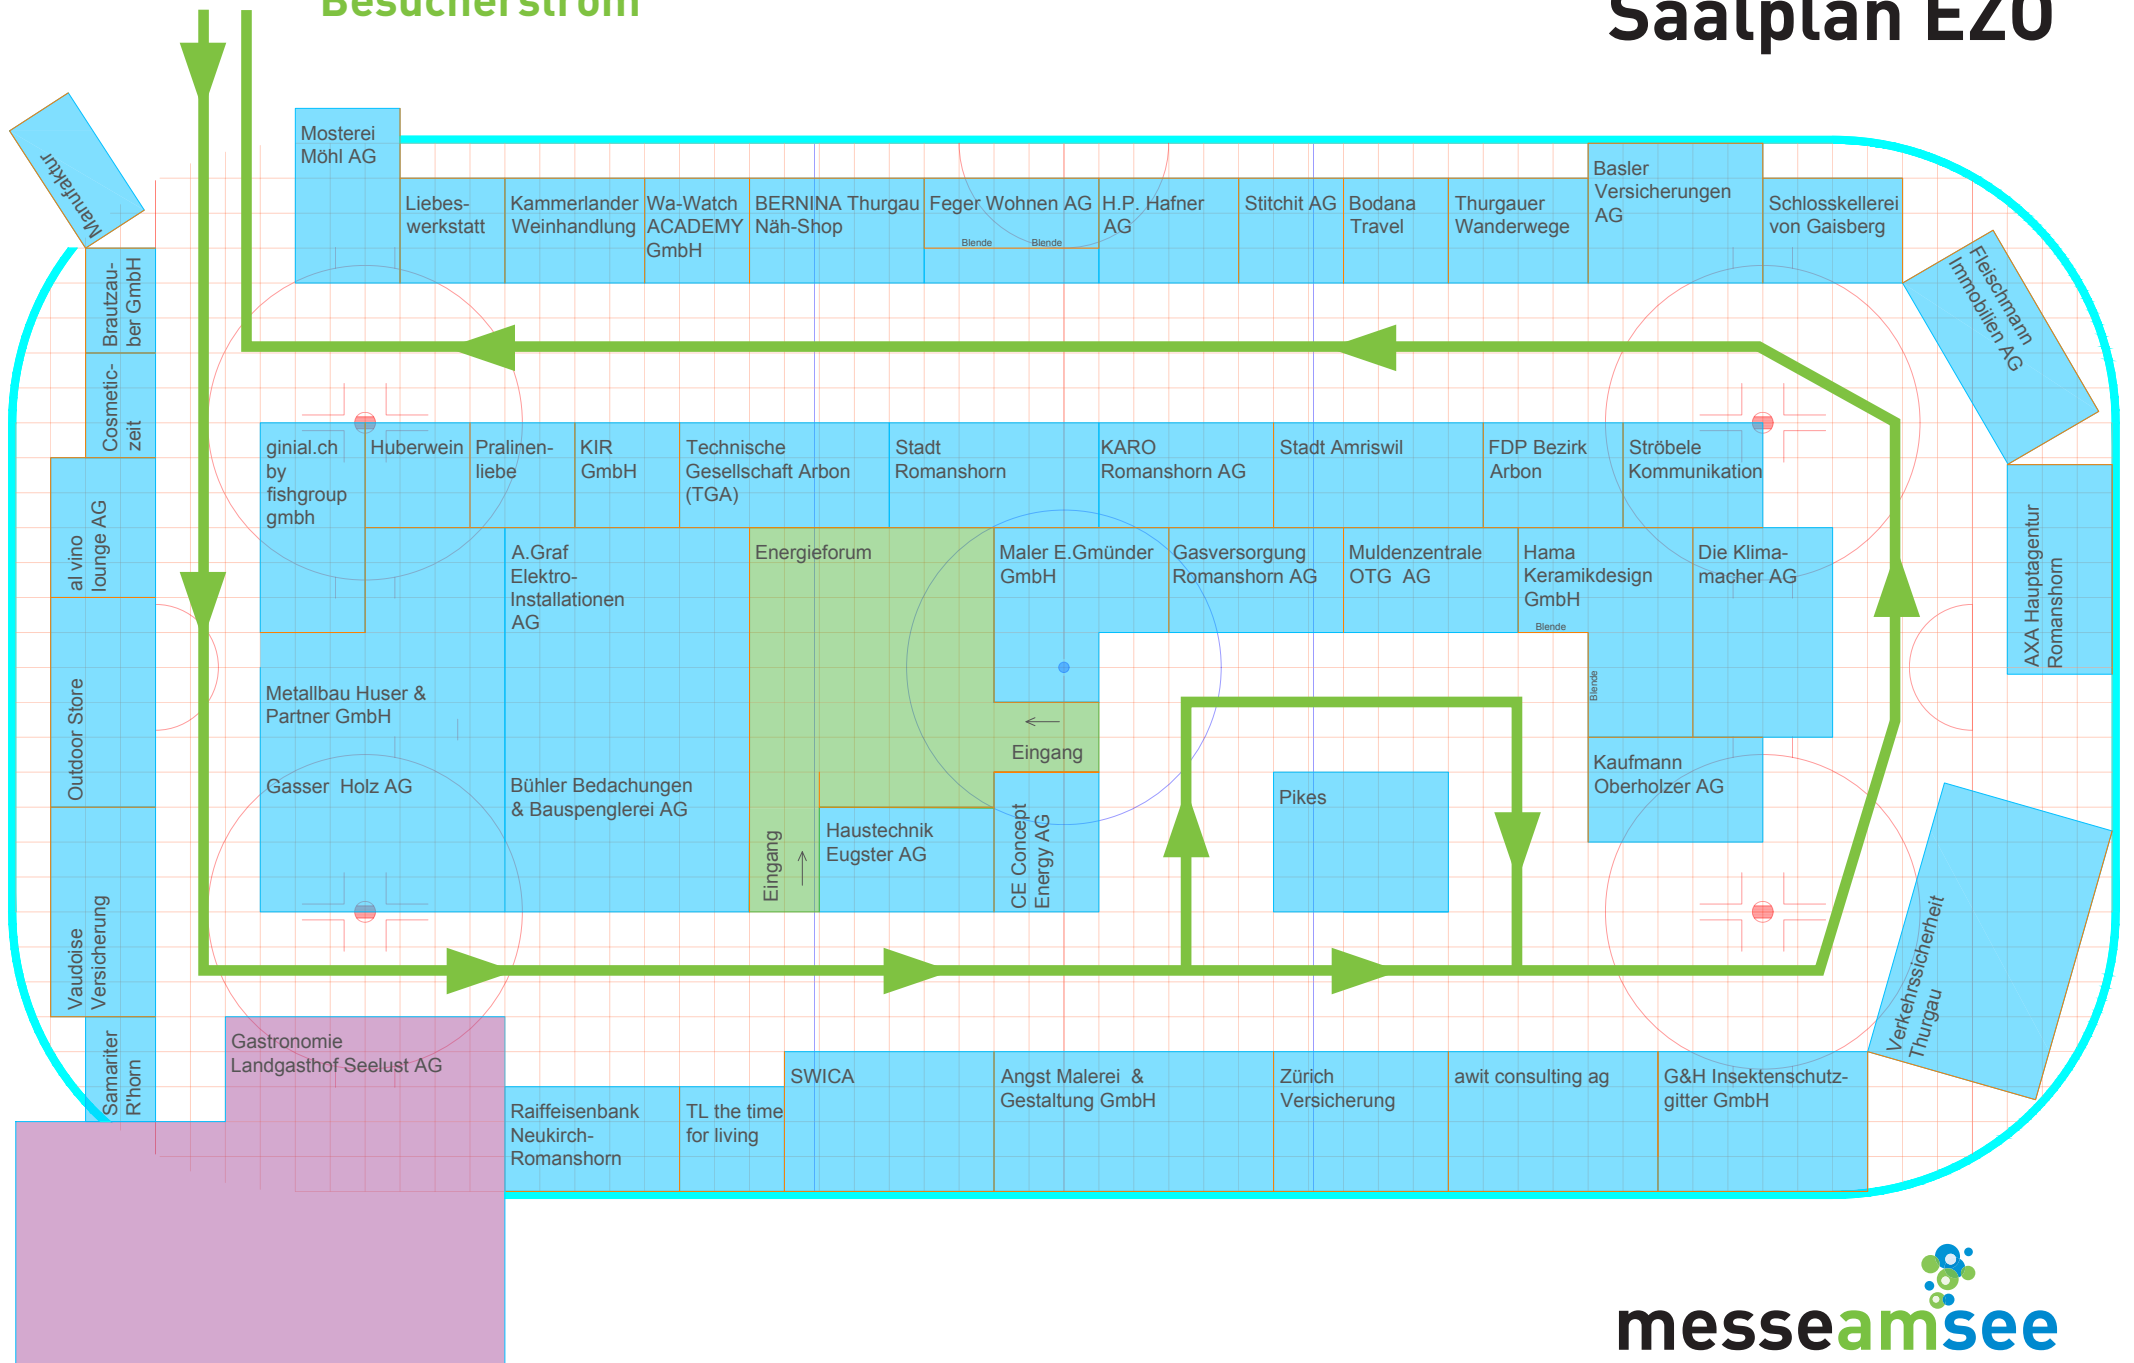 Besucherstrom
Saalplan EZO
Manufaktur
Mosterei
Möhl AG
Liebes-
werkstatt
Kammerlander
Weinhandlung
Wa-Watch
ACADEMY
GmbH
BERNINA Thurgau
Näh-Shop
Feger Wohnen AG
Blende
Blende
H.P. Hafner
AG
Stitchit AG
Bodana
Travel
Thurgauer
Wanderwege
Basler
Versicherungen
AG
Schlosskellerei
von Gaisberg
Fleischmann
Immobilien AG
Brautzau-
ber GmbH
Cosmetic-
zeit
al vino
lounge AG
Outdoor Store
Vaudoise
Versicherung
Samariter
R'horn
ginial.ch
by
fishgroup
gmbh
Huberwein
Pralinen-
liebe
KIR
GmbH
Technische
Gesellschaft Arbon
(TGA)
Stadt
Romanshorn
KARO
Romanshorn AG
Stadt Amriswil
FDP Bezirk
Arbon
Ströbele
Kommunikation
AXA Hauptagentur
Romanshorn
A.Graf
Elektro-
Installationen
AG
Energieforum
Maler E.Gmünder
GmbH
Gasversorgung
Romanshorn AG
Muldenzentrale
OTG AG
Hama
Keramikdesign
GmbH
Blende
Blende
Die Klima-
macher AG
Metallbau Huser &
Partner GmbH
Gasser Holz AG
Bühler Bedachungen
& Bauspenglerei AG
Eingang
Eingang
Haustechnik
Eugster AG
CE Concept
Energy AG
Pikes
Kaufmann
Oberholzer AG
Verkehrssicherheit
Thurgau
Gastronomie
Landgasthof Seelust AG
Raiffeisenbank
Neukirch-
Romanshorn
TL the time
for living
SWICA
Angst Malerei &
Gestaltung GmbH
Zürich
Versicherung
awit consulting ag
G&H Insektenschutz-
gitter GmbH
messeamsee